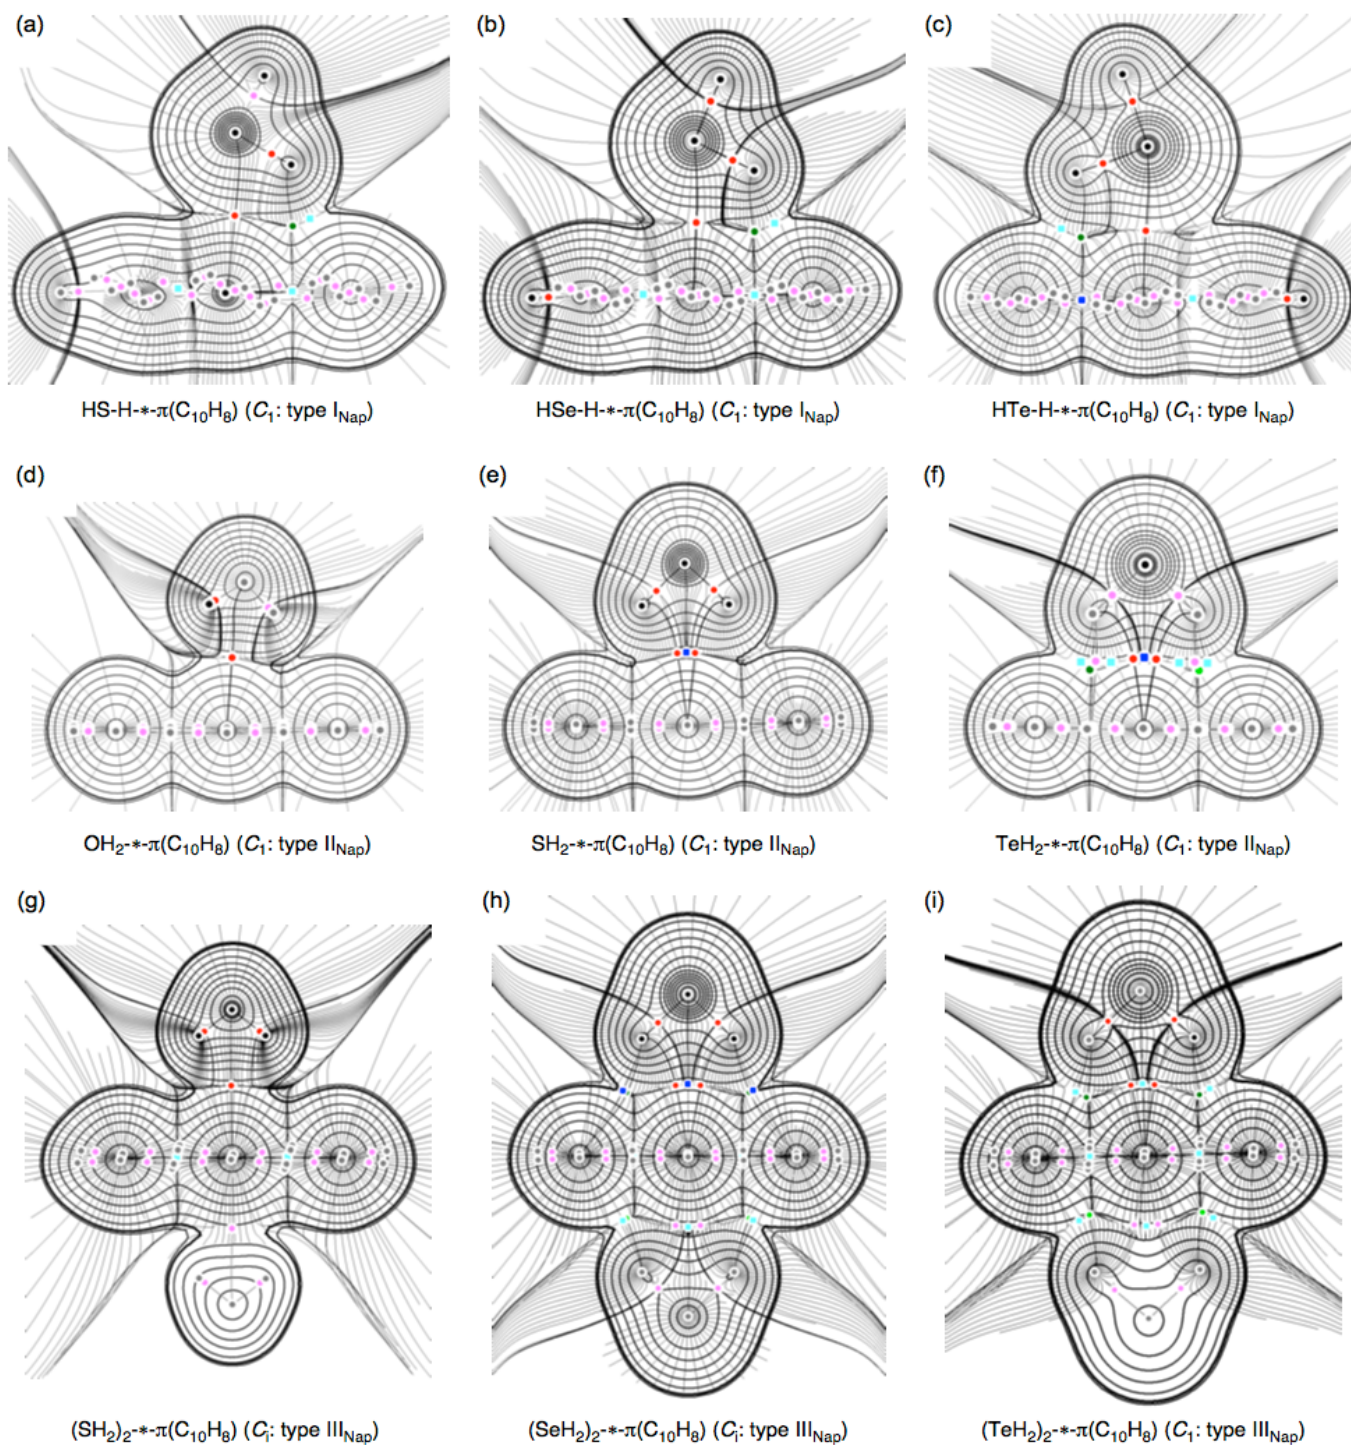 (a) (b) (c)
HS-H-*-π(C10H8) (C1: type INap) HSe-H-*-π(C10H8) (C1: type INap) HTe-H-*-π(C10H8) (C1: type INap)
(d) (e) (f)
OH2-*-π(C10H8) (C1: type IINap) SH2-*-π(C10H8) (C1: type IINap) TeH2-*-π(C10H8) (C1: type IINap)
(g) (h) (i)
(SH2)2-*-π(C10H8) (Ci: type IIINap) (SeH2)2-*-π(C10H8) (Ci: type IIINap) (TeH2)2-*-π(C10H8) (C1: type IIINap)